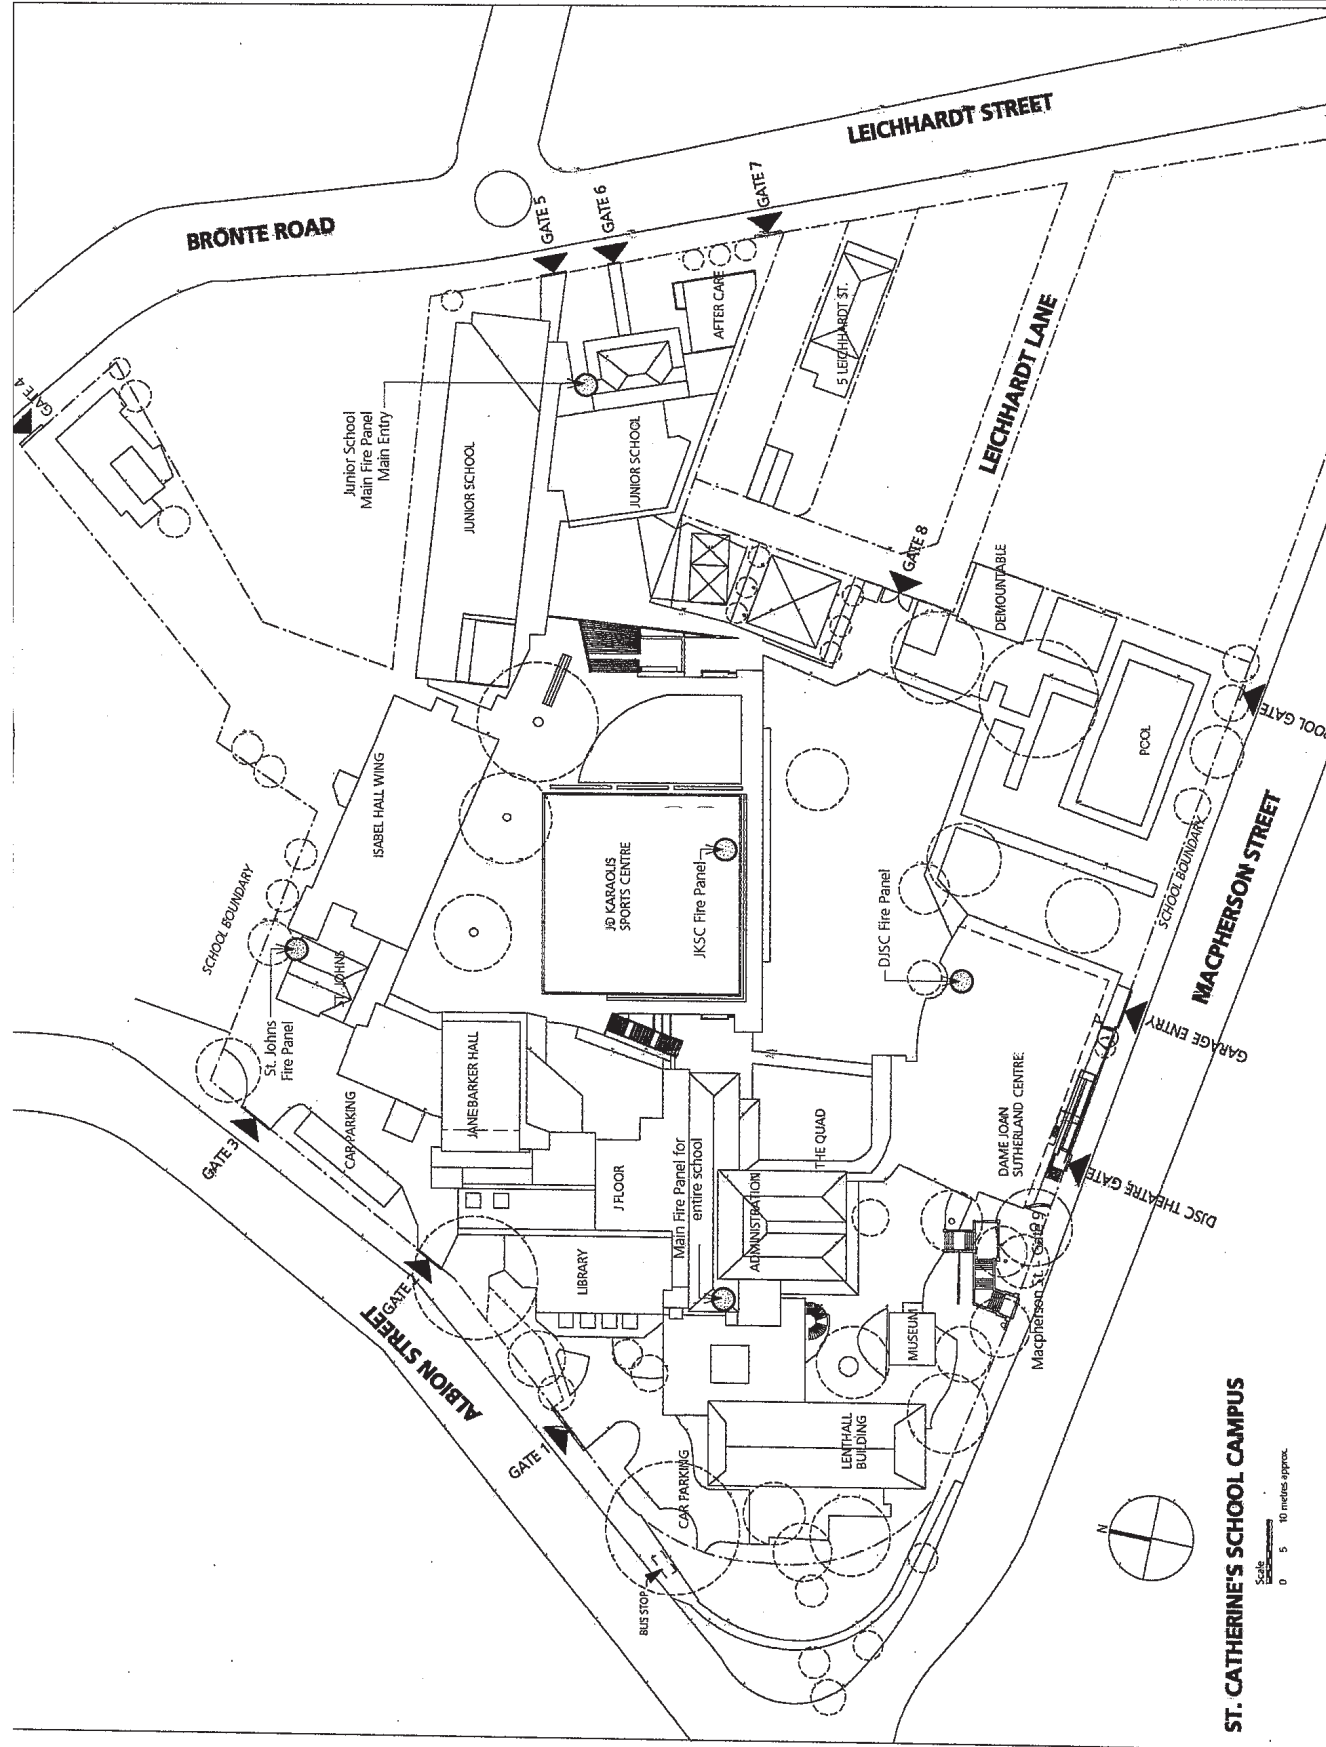 BRONTE ROAD
LEICHHARDT STREET
GATE 4
GATE 5
GATE 6
GATE 7
AFTER CARE
5 LEICHHARDT ST.
LEICHHARDT LANE
Junior School
Main Fire Panel
Main Entry
JUNIOR SCHOOL
JUNIOR SCHOOL
GATE 8
DEMOUNTABLE
POOL
POOL GATE
ISABEL HALL WING
JD KARAOLIS
SPORTS CENTRE
JKSC Fire Panel
DJSC Fire Panel
SCHOOL BOUNDARY
MACPHERSON STREET
SCHOOL BOUNDARY
ST. JOHNS
St. Johns
Fire Panel
GARAGE ENTRY
JANE BARKER HALL
CAR PARKING
GATE 3
J FLOOR
Main Fire Panel for
entire school
THE QUAD
DAME JOAN
SUTHERLAND CENTRE
DJSC THEATRE GATE
ADMINISTRATION
LIBRARY
GATE
ALBION STREET
MUSEUM
Macpherson St. - Gate 9
GATE 1
CAR PARKING
LENTHALL
BUILDING
BUS STOP
N
ST. CATHERINE'S SCHOOL CAMPUS
Scale
0 5 10 metres approx.